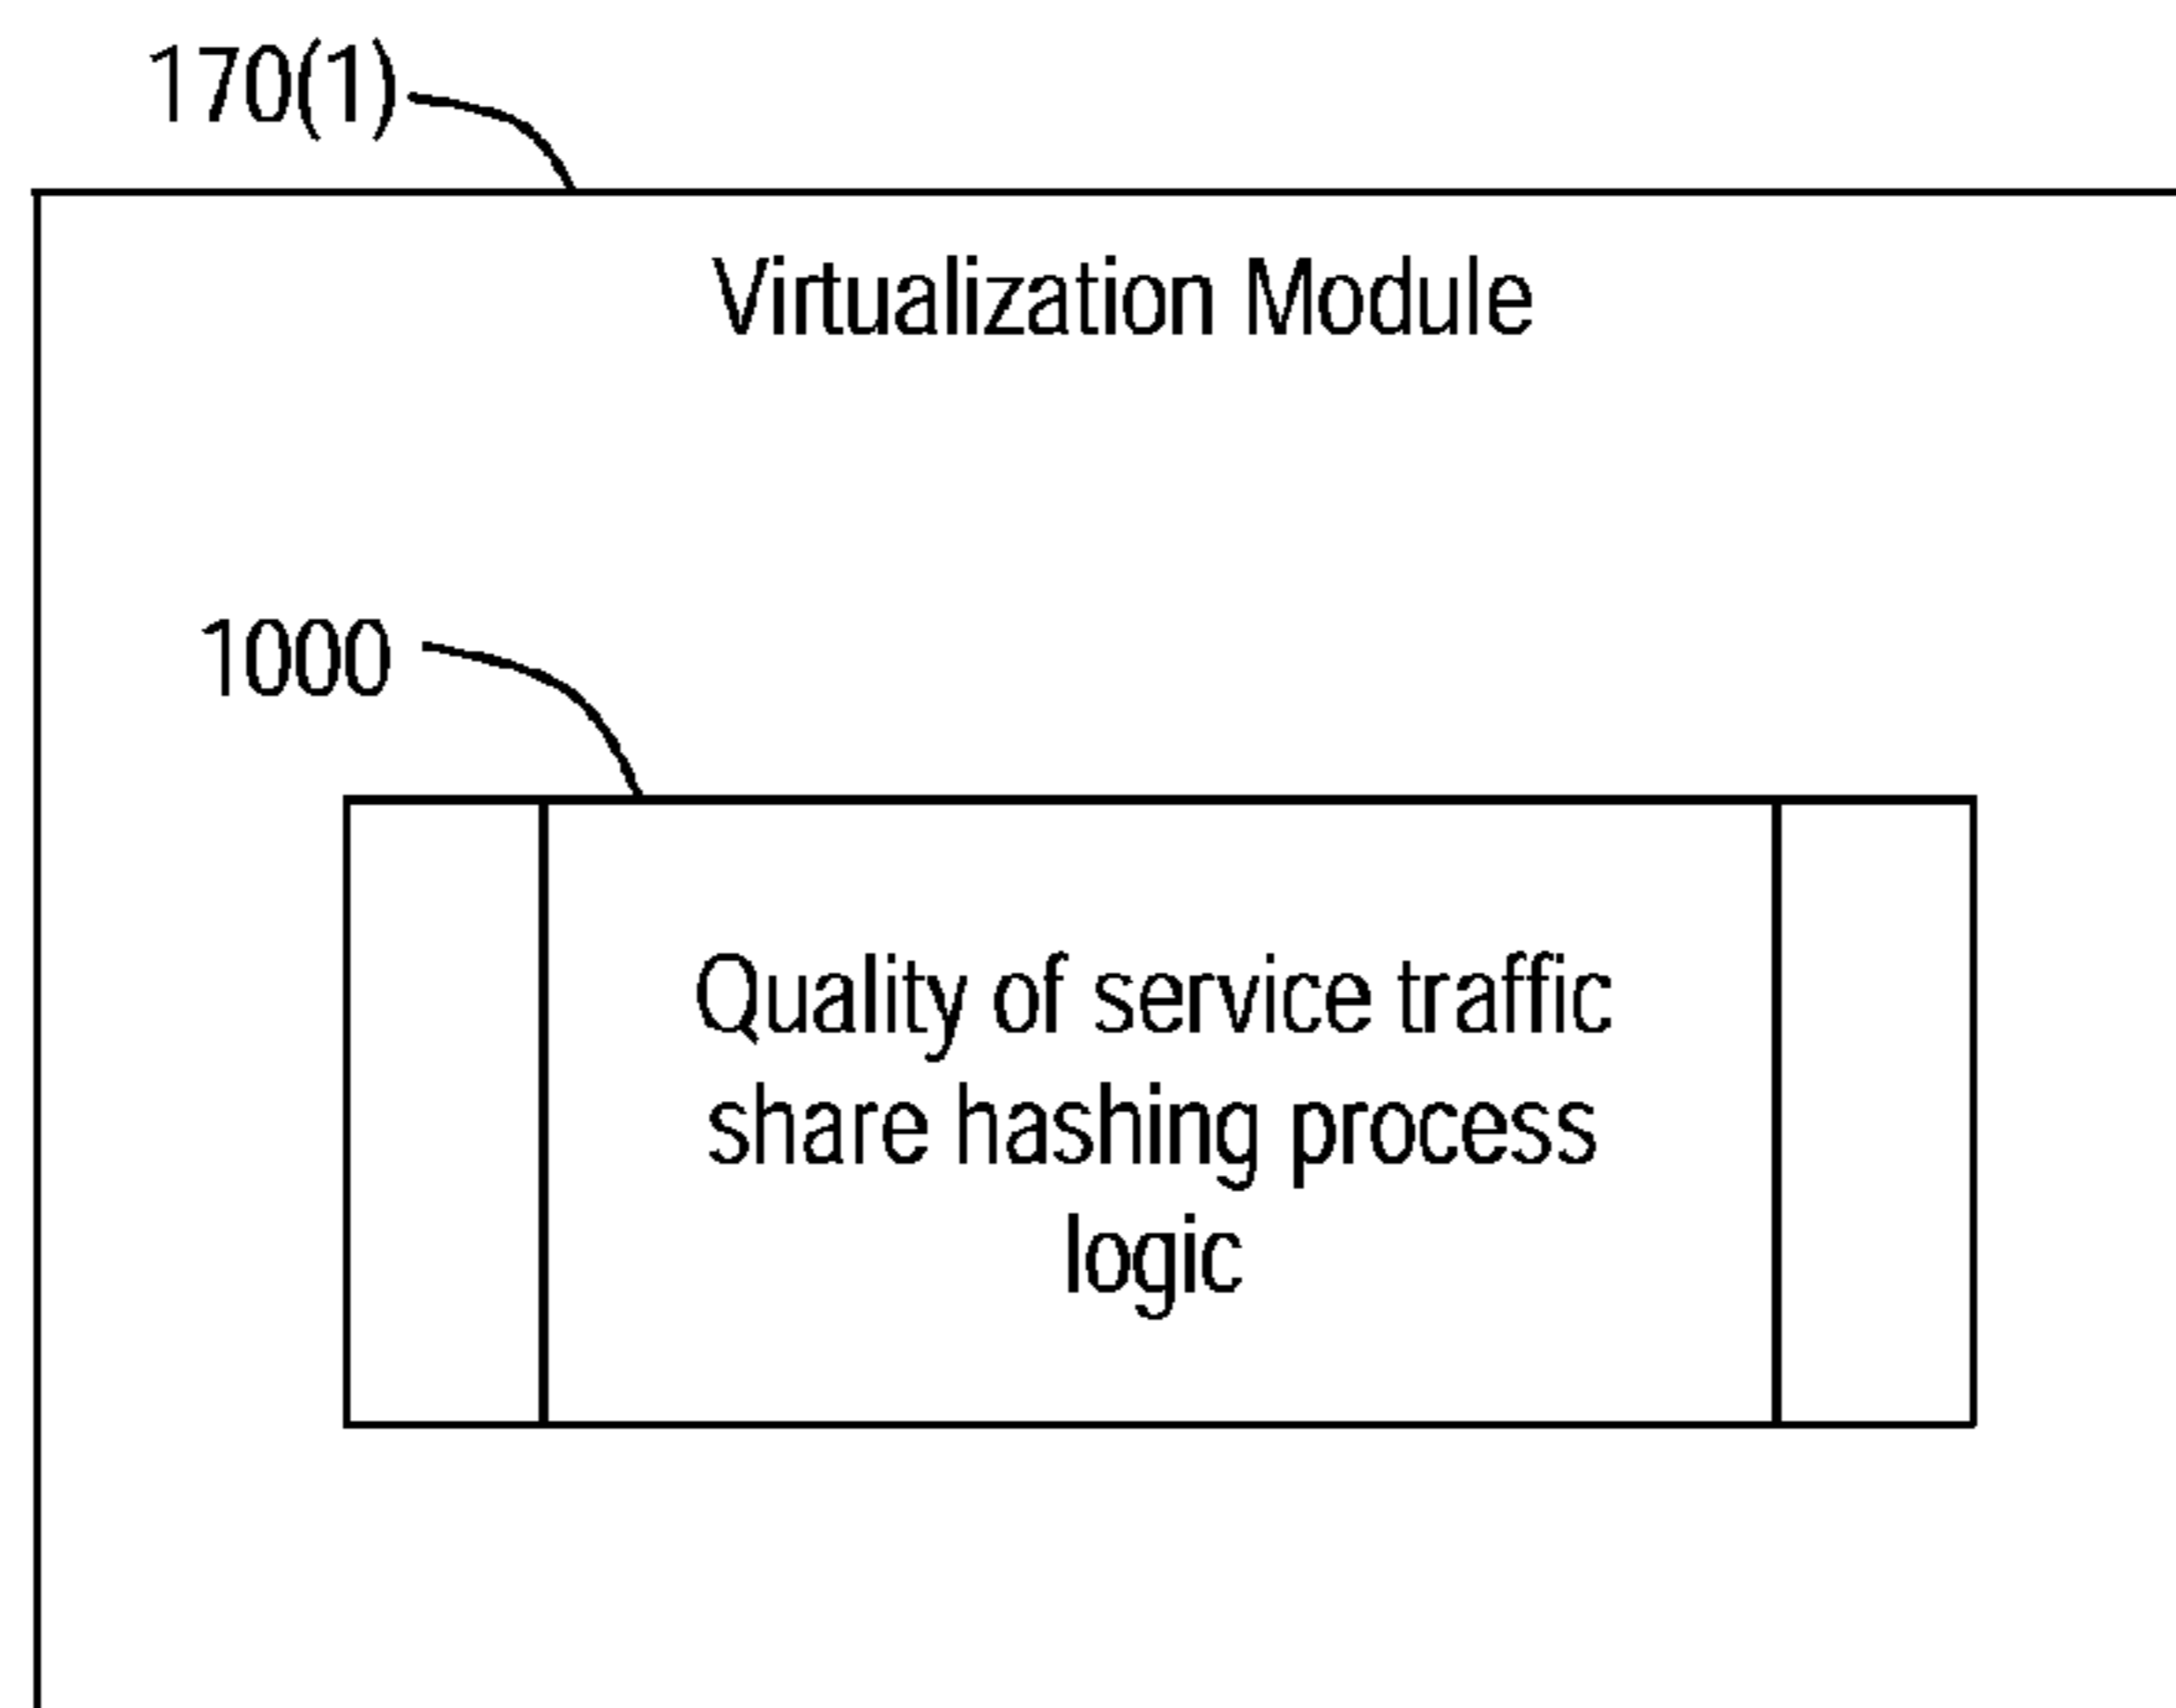 170(1)
Virtualization Module
1000
Quality of service traffic
share hashing process
logic